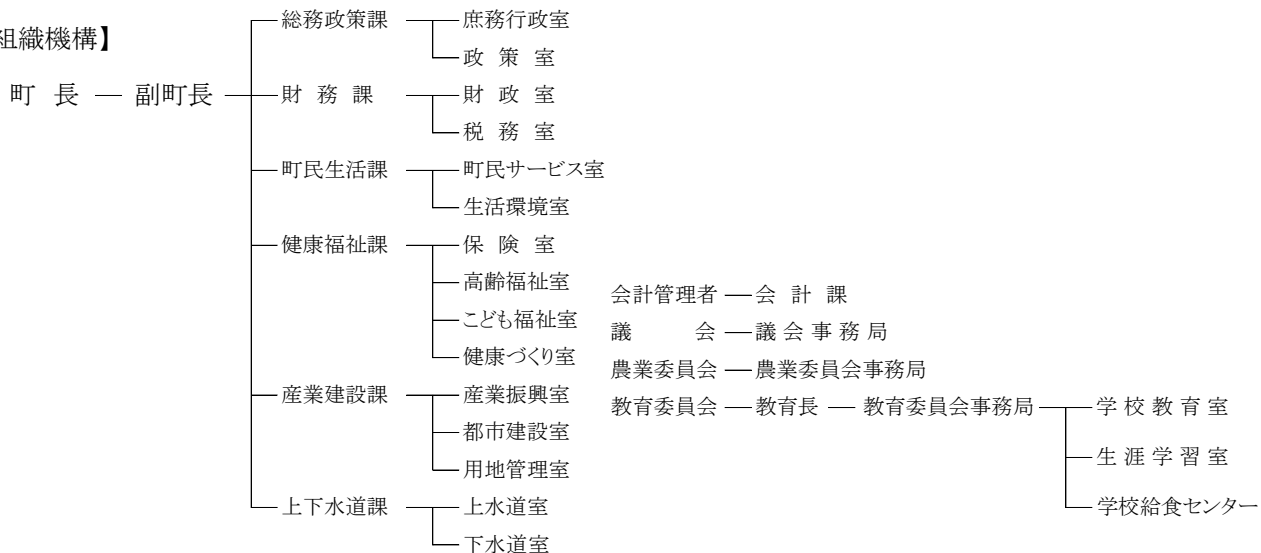 組織機構】
町 長 副町長
総務政策課 庶務行政室
政 策 室
財 務 課 財 政 室
税 務 室
町民生活課 町民サービス室
生活環境室
健康福祉課 保 険 室
高齢福祉室
こども福祉室
健康づくり室
産業建設課 産業振興室
都市建設室
用地管理室
上下水道課 上水道室
下水道室
会計管理者 会 計 課
議 会 議 会 事 務 局
農業委員会 農業委員会事務局
教育委員会 教育長 教育委員会事務局 学 校 教 育 室
生 涯 学 習 室
学校給食センター